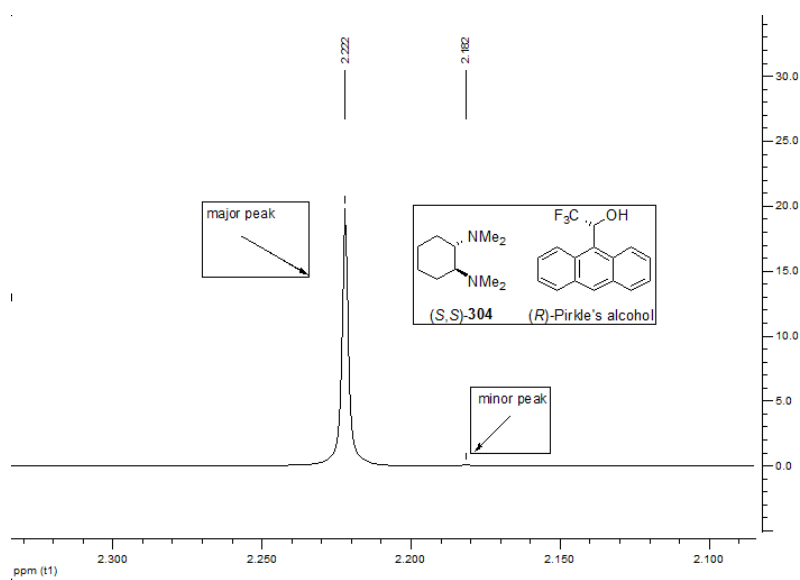 2.222
2.182
30.0
25.0
20.0
15.0
10.0
5.0
0.0
major peak
F3C
OH
NMe2
NMe2
(S,S)-304
(R)-Pirkle's alcohol
minor peak
2.300
2.250
2.200
2.150
2.100
ppm (t1)